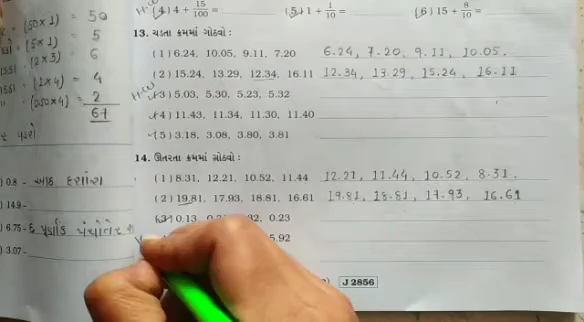 (50×1) = 50
(5×1) = 5
(2×3) = 6
(2×4) = 4
(050×4) = 2
67
H.W (4) 4 + 15/100 = (5) 1 + 1/10 = (6) 15 + 8/10 =
13. ચડતા ક્રમમાં ગોઠવો :
(1) 6.24, 10.05, 9.11, 7.20 6.24, 7.20, 9.11, 10.05.
(2) 15.24, 13.29, 12.34, 16.11 12.34, 13.29, 15.24, 16.11
H.W (3) 5.03, 5.30, 5.23, 5.32
(4) 11.43, 11.34, 11.30, 11.40
(5) 3.18, 3.08, 3.80, 3.81
14. ઊતરતા ક્રમમાં ગોઠવો :
) 0.8 - આઠ દશાંશ
(1) 8.31, 12.21, 10.52, 11.44 12.21, 11.44, 10.52, 8.31.
) 14.9 -
(2) 19.81, 17.93, 18.81, 16.61 19.81, 18.81, 17.93, 16.61
) 6.75 -
(3) 0.13, 0.23
) 3.07 -
5.92
J 2856